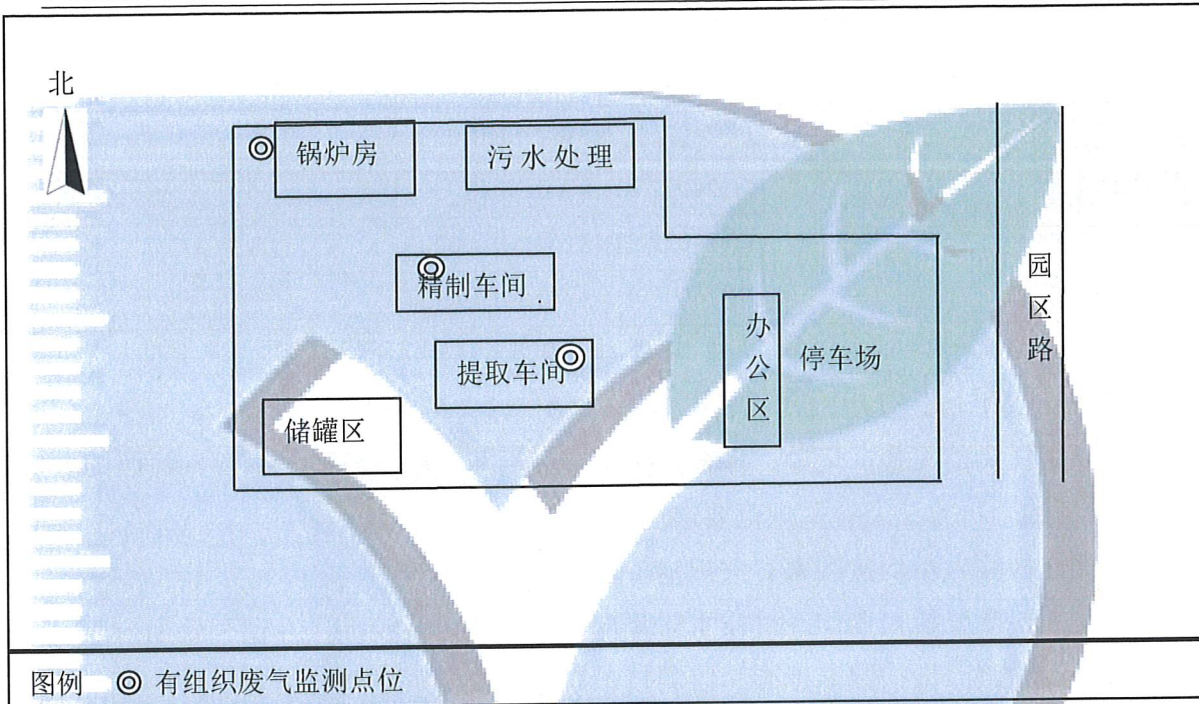 北
锅炉房
污水处理
精制车间
提取车间
储罐区
办公区
停车场
园区路
图例 ◎ 有组织废气监测点位